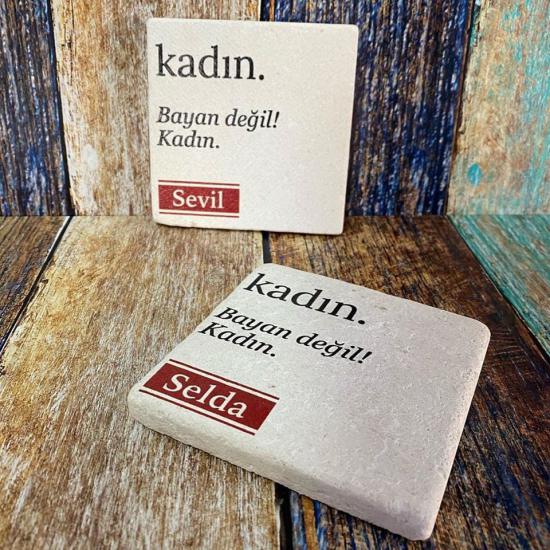 kadın.
Bayan değil!
Kadın.
Sevil
kadın.
Bayan değil!
Kadın.
Selda